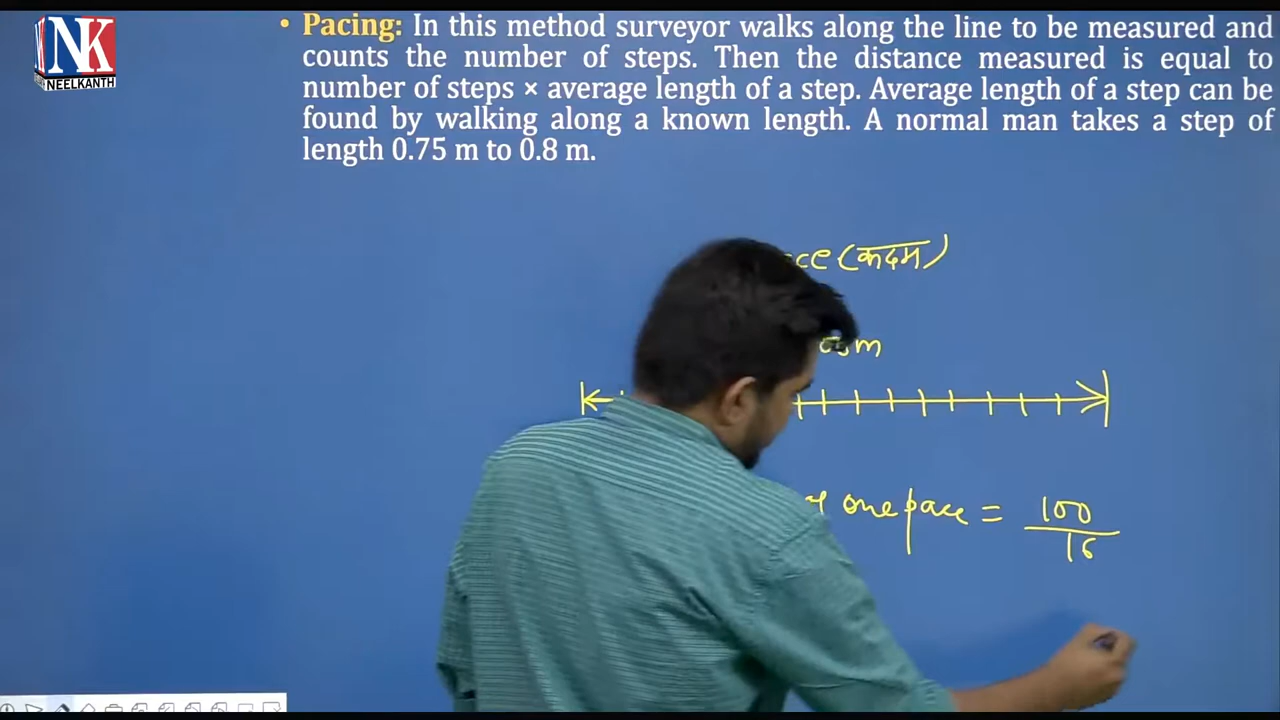 NK
NEELKANTH
• Pacing: In this method surveyor walks along the line to be measured and
counts the number of steps. Then the distance measured is equal to
number of steps × average length of a step. Average length of a step can be
found by walking along a known length. A normal man takes a step of
length 0.75 m to 0.8 m.
(कदम)
m
one pace = 100
16